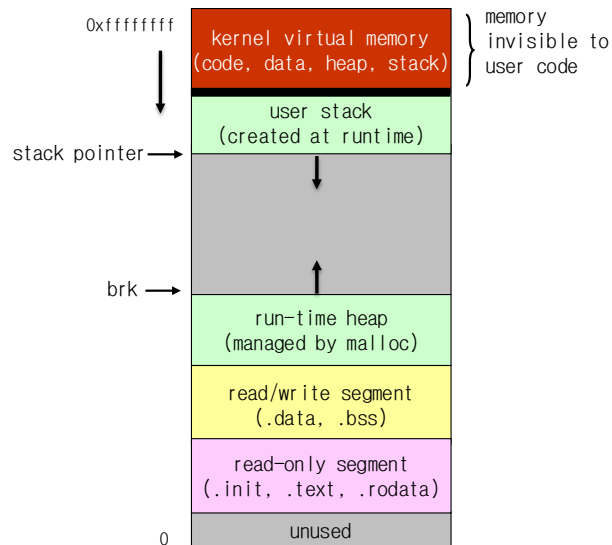 0xffffffff
kernel virtual memory
(code, data, heap, stack)
memory
invisible to
user code
user stack
(created at runtime)
stack pointer
brk
run-time heap
(managed by malloc)
read/write segment
(.data, .bss)
read-only segment
(.init, .text, .rodata)
unused
0